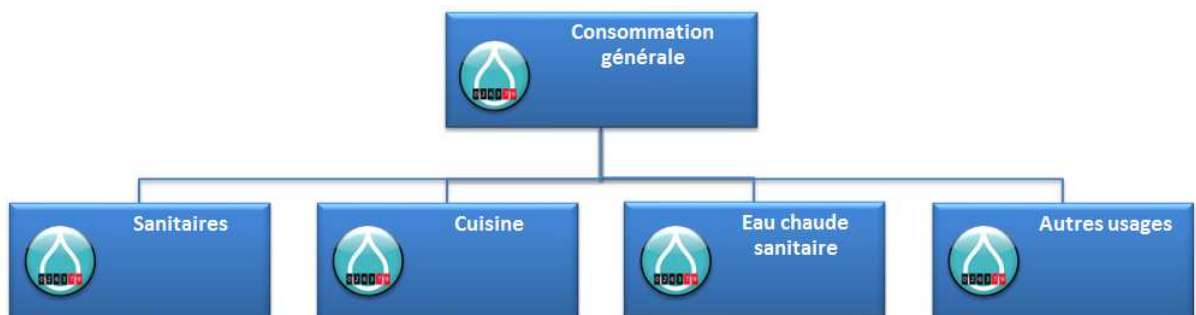 Consommation
générale
Sanitaires
Cuisine
Eau chaude
sanitaire
Autres usages